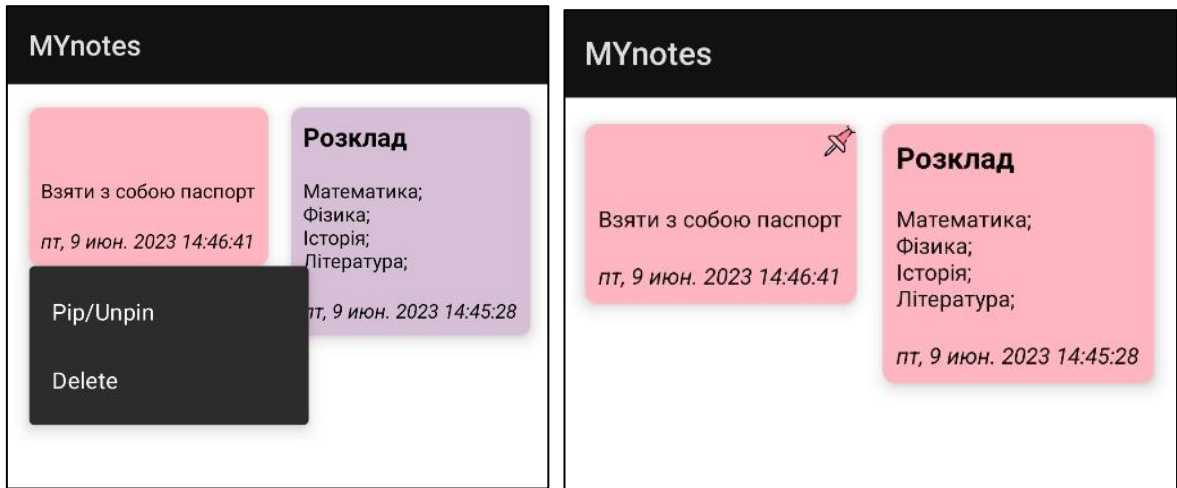 MYnotes
Взяти з собою паспорт
пт, 9 июн. 2023 14:46:41
Розклад
Математика;
Фізика;
Історія;
Література;
пт, 9 июн. 2023 14:45:28
Pip/Unpin
Delete
MYnotes
Взяти з собою паспорт
пт, 9 июн. 2023 14:46:41
Розклад
Математика;
Фізика;
Історія;
Література;
пт, 9 июн. 2023 14:45:28